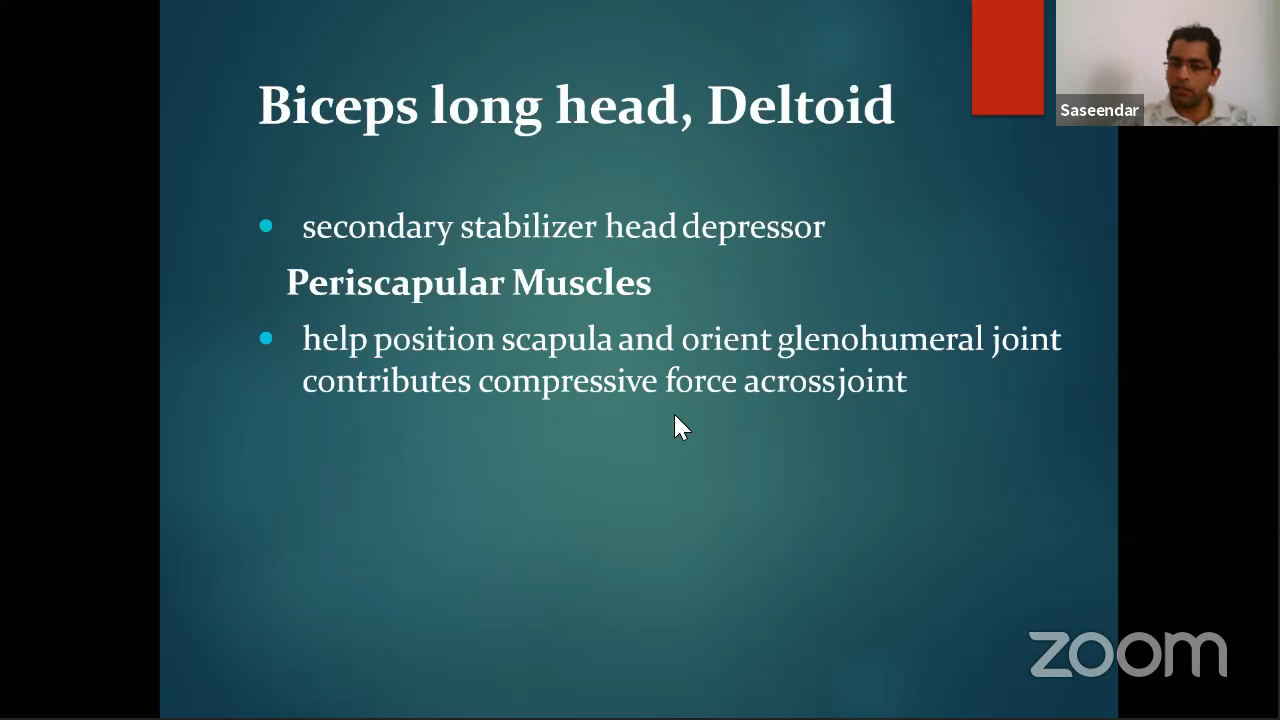 Biceps long head, Deltoid
Saseendar
secondary stabilizer head depressor
Periscapular Muscles
help position scapula and orient glenohumeral joint
contributes compressive force across joint
zoom